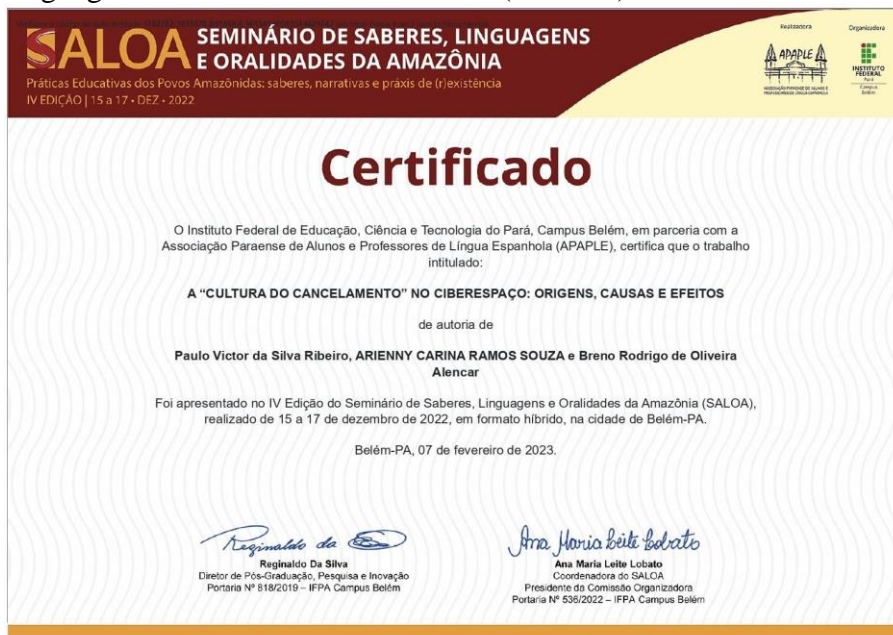 SALOA SEMINÁRIO DE SABERES, LINGUAGENS
E ORALIDADES DA AMAZÔNIA
Práticas Educativas dos Povos Amazônidas: saberes, narrativas e práxis de (r)existência
IV EDIÇÃO | 15 a 17 • DEZ • 2022
Realizadora
Organizadora
APAPLE
INSTITUTO
FEDERAL
Pará
Campus
Belém
Certificado
O Instituto Federal de Educação, Ciência e Tecnologia do Pará, Campus Belém, em parceria com a
Associação Paraense de Alunos e Professores de Língua Espanhola (APAPLE), certifica que o trabalho
intitulado:
A “CULTURA DO CANCELAMENTO” NO CIBERESPAÇO: ORIGENS, CAUSAS E EFEITOS
de autoria de
Paulo Victor da Silva Ribeiro, ARIENNY CARINA RAMOS SOUZA e Breno Rodrigo de Oliveira
Alencar
Foi apresentado no IV Edição do Seminário de Saberes, Linguagens e Oralidades da Amazônia (SALOA),
realizado de 15 a 17 de dezembro de 2022, em formato híbrido, na cidade de Belém-PA.
Belém-PA, 07 de fevereiro de 2023.
Reginaldo da
Reginaldo Da Silva
Diretor de Pós-Graduação, Pesquisa e Inovação
Portaria Nº 818/2019 – IFPA Campus Belém
Ana Maria Leite Lobato
Ana Maria Leite Lobato
Coordenadora do SALOA
Presidente da Comissão Organizadora
Portaria Nº 536/2022 – IFPA Campus Belém